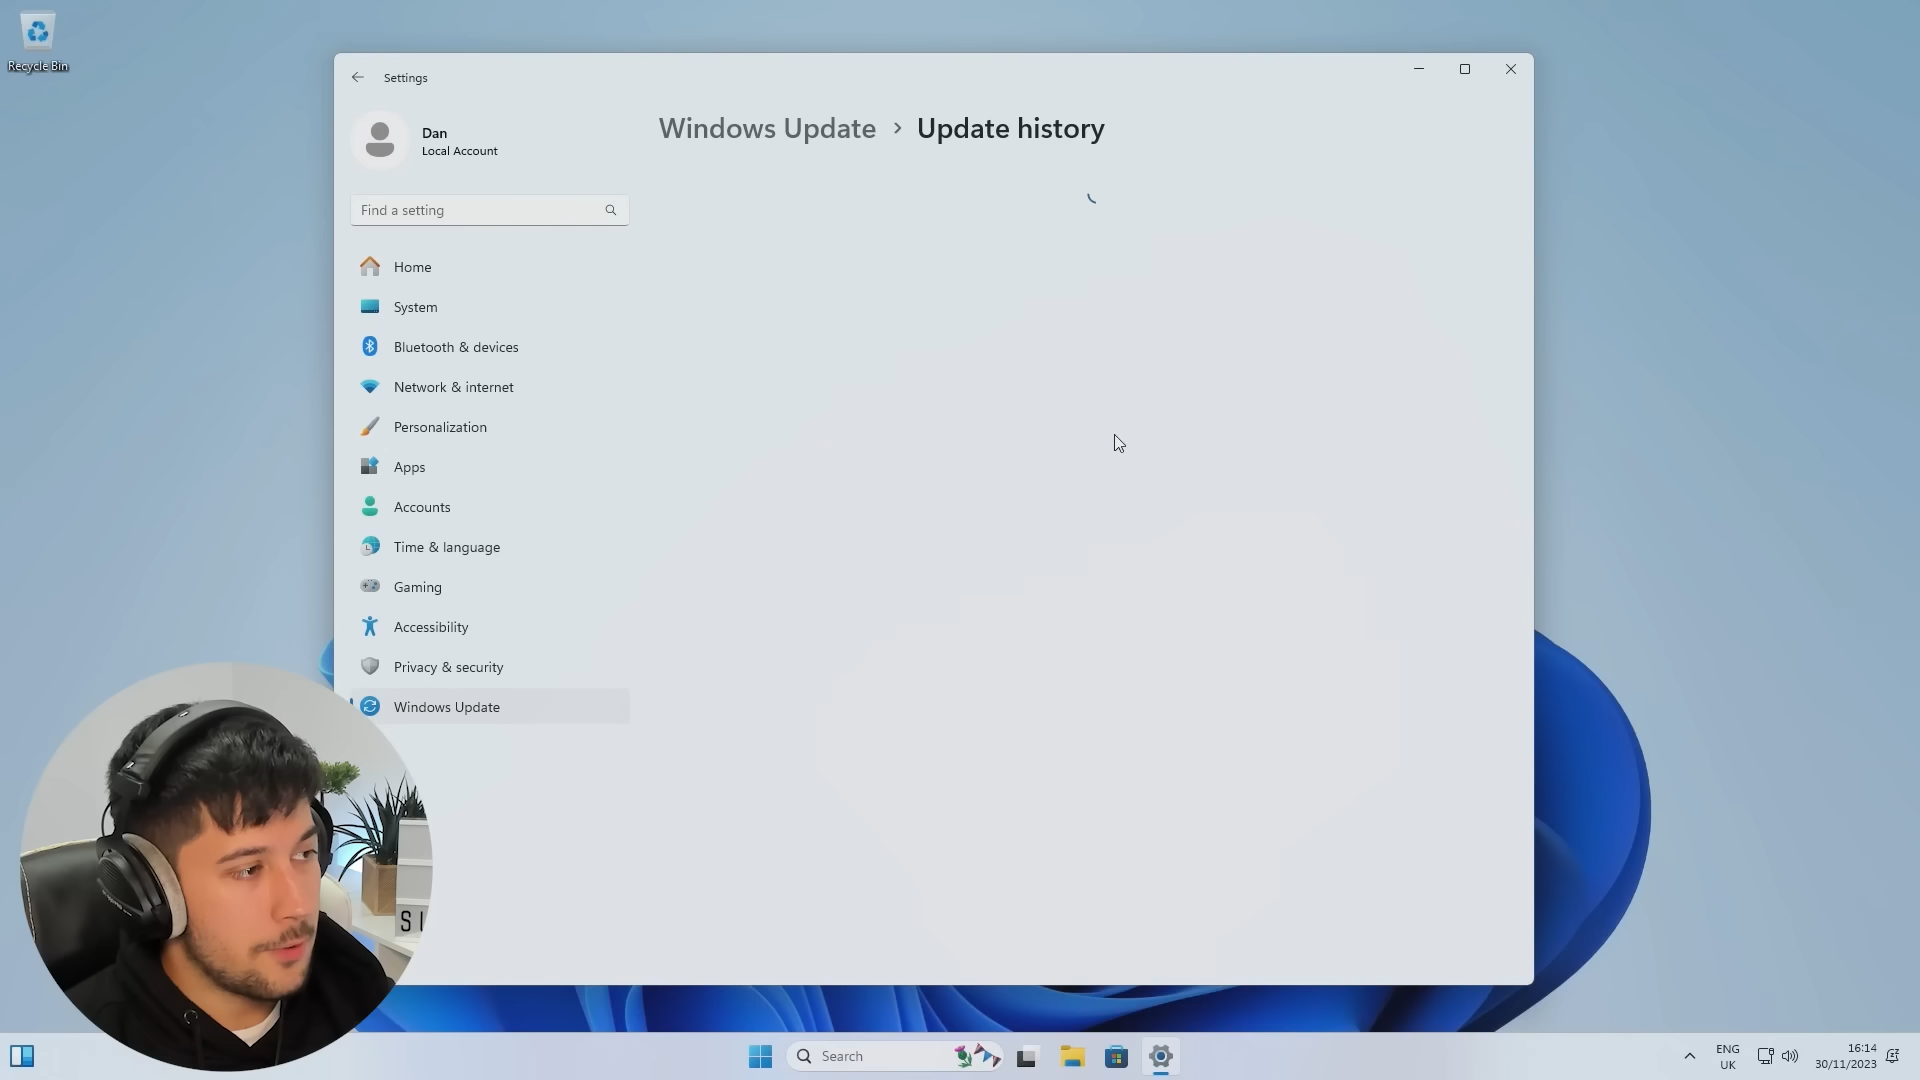 Recycle Bin
Settings
Dan
Local Account
Windows Update > Update history
Find a setting
Home
System
Bluetooth & devices
Network & internet
Personalization
Apps
Accounts
Time & language
Gaming
Accessibility
Privacy & security
Windows Update
S
Search
ENG
UK
16:14
30/11/2023